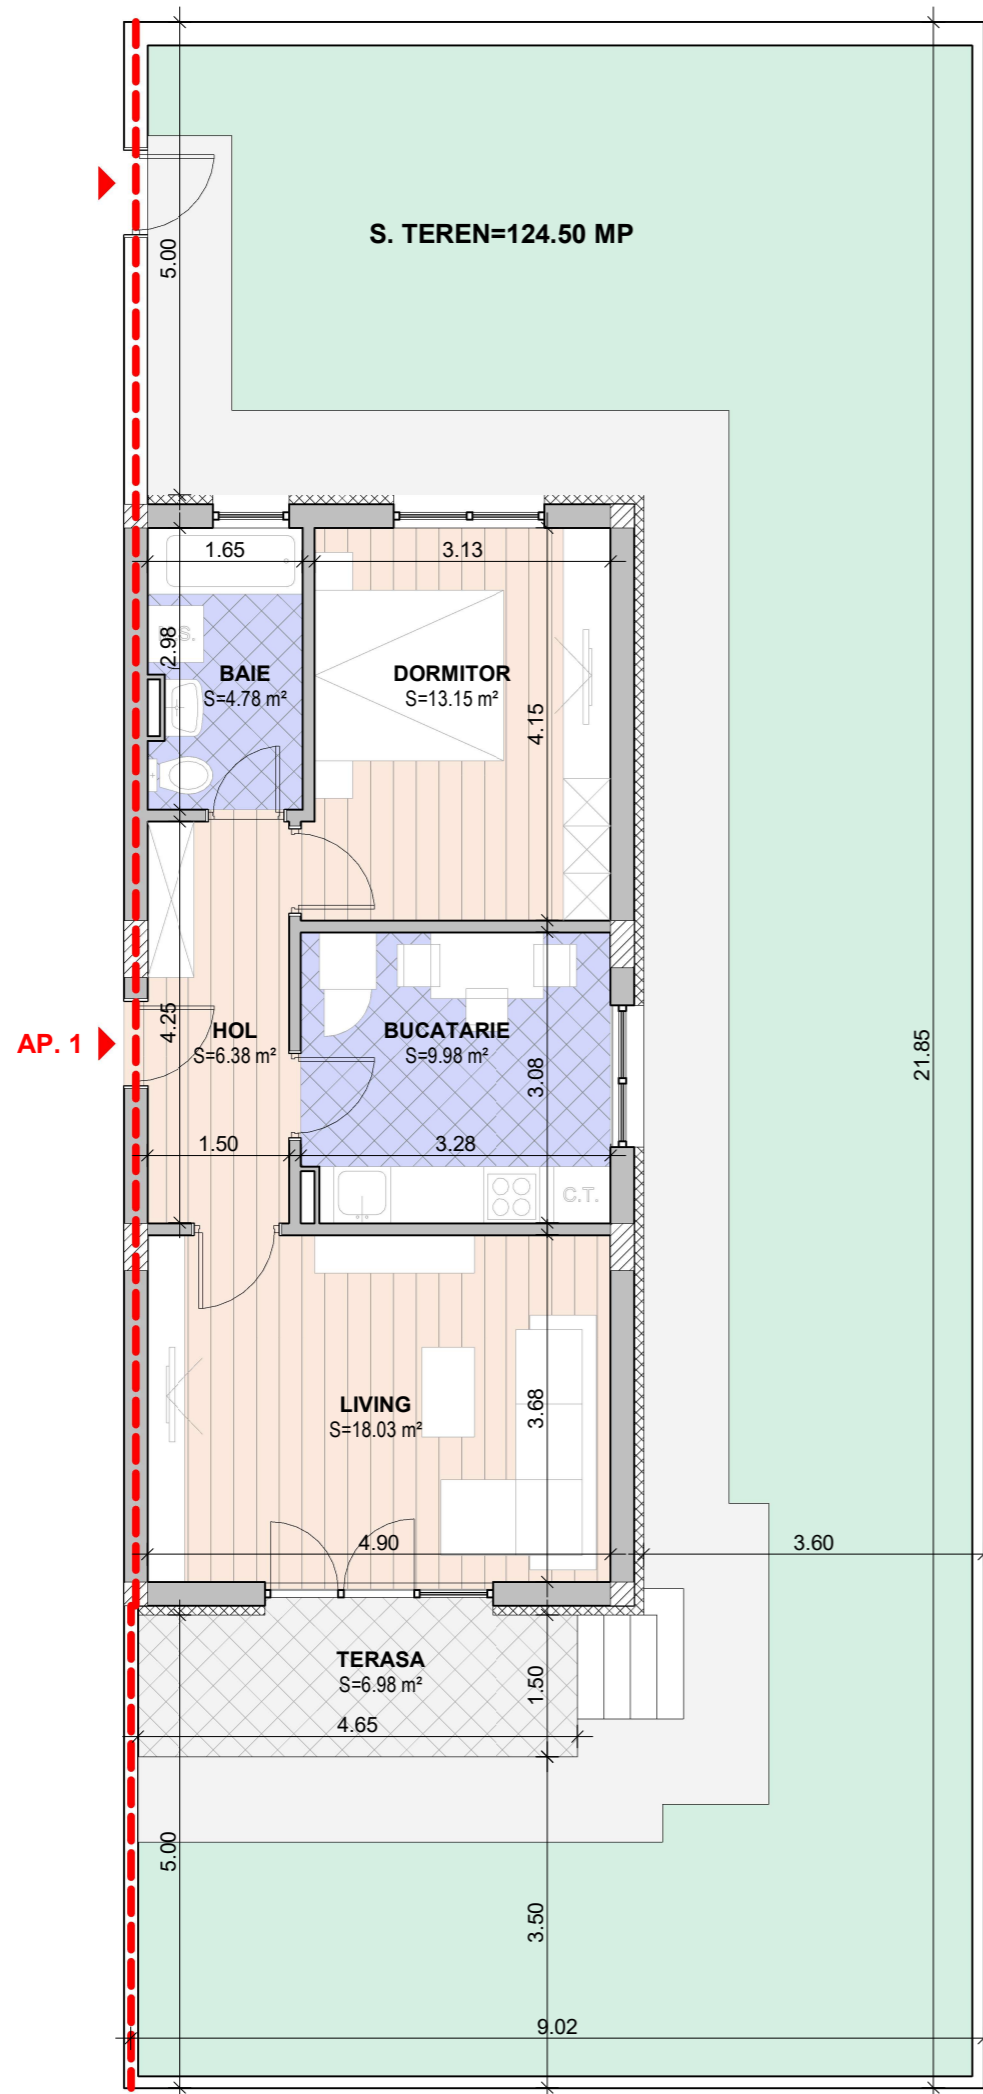 S. TEREN=124.50 MP
5.00
1.65
3.13
2.98
BAIE
S=4.78 m²
DORMITOR
S=13.15 m²
4.15
AP. 1
4.25
HOL
S=6.38 m²
BUCATARIE
S=9.98 m²
3.08
21.85
1.50
3.28
C.T.
LIVING
S=18.03 m²
3.68
4.90
3.60
TERASA
S=6.98 m²
1.50
4.65
5.00
3.50
9.02